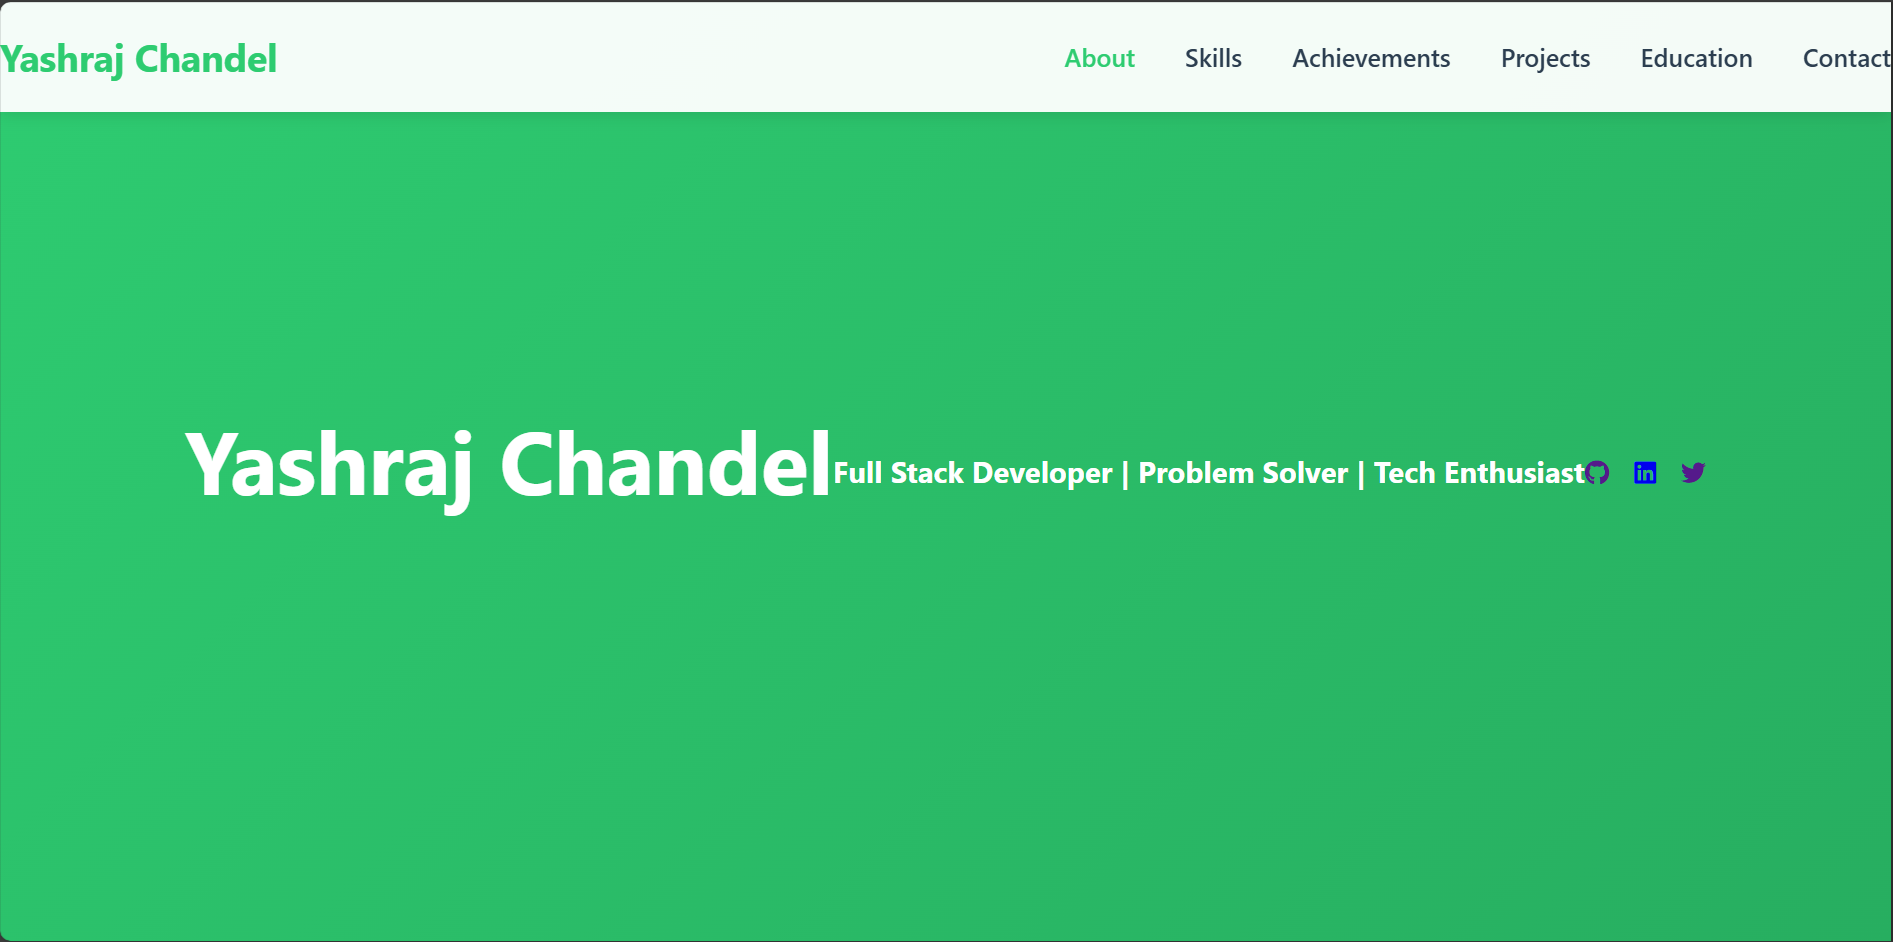 Yashraj Chandel About Skills Achievements Projects Education Contact
Yashraj Chandel Full Stack Developer | Problem Solver | Tech Enthusiast